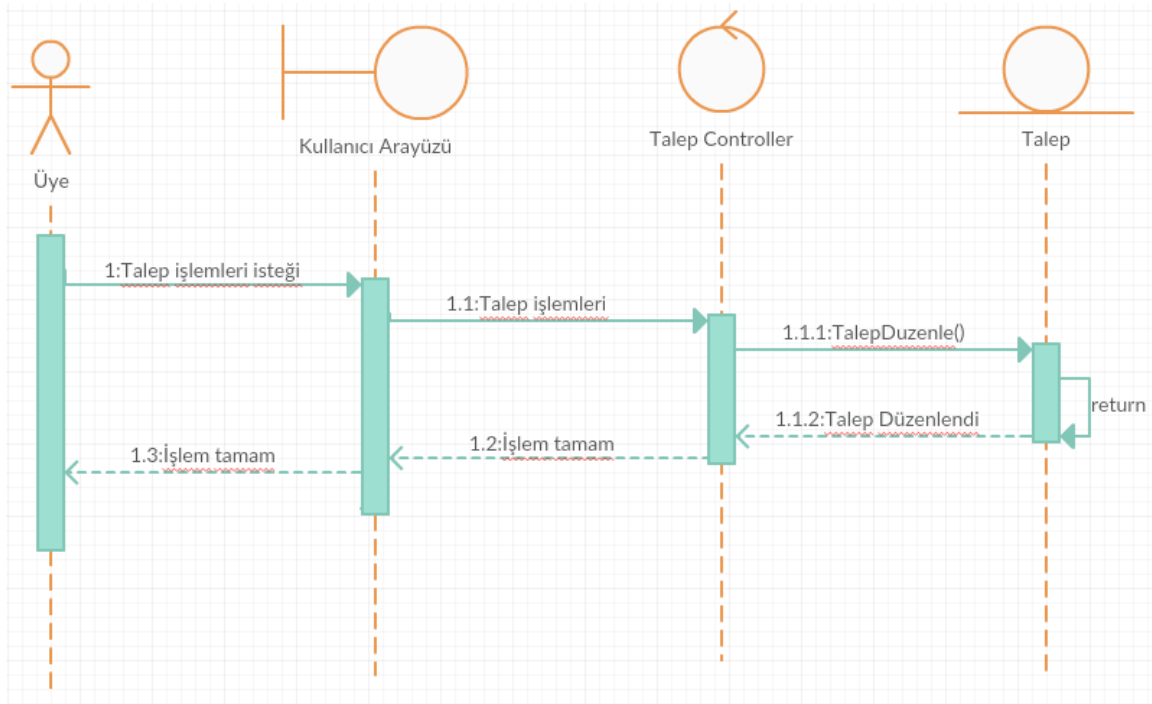 Kullanıcı Arayüzü
Talep Controller
Talep
Üye
1:Talep işlemleri isteği
1.1:Talep işlemleri
1.1.1:TalepDuzenle()
return
1.1.2:Talep Düzenlendi
1.2:İşlem tamam
1.3:İşlem tamam